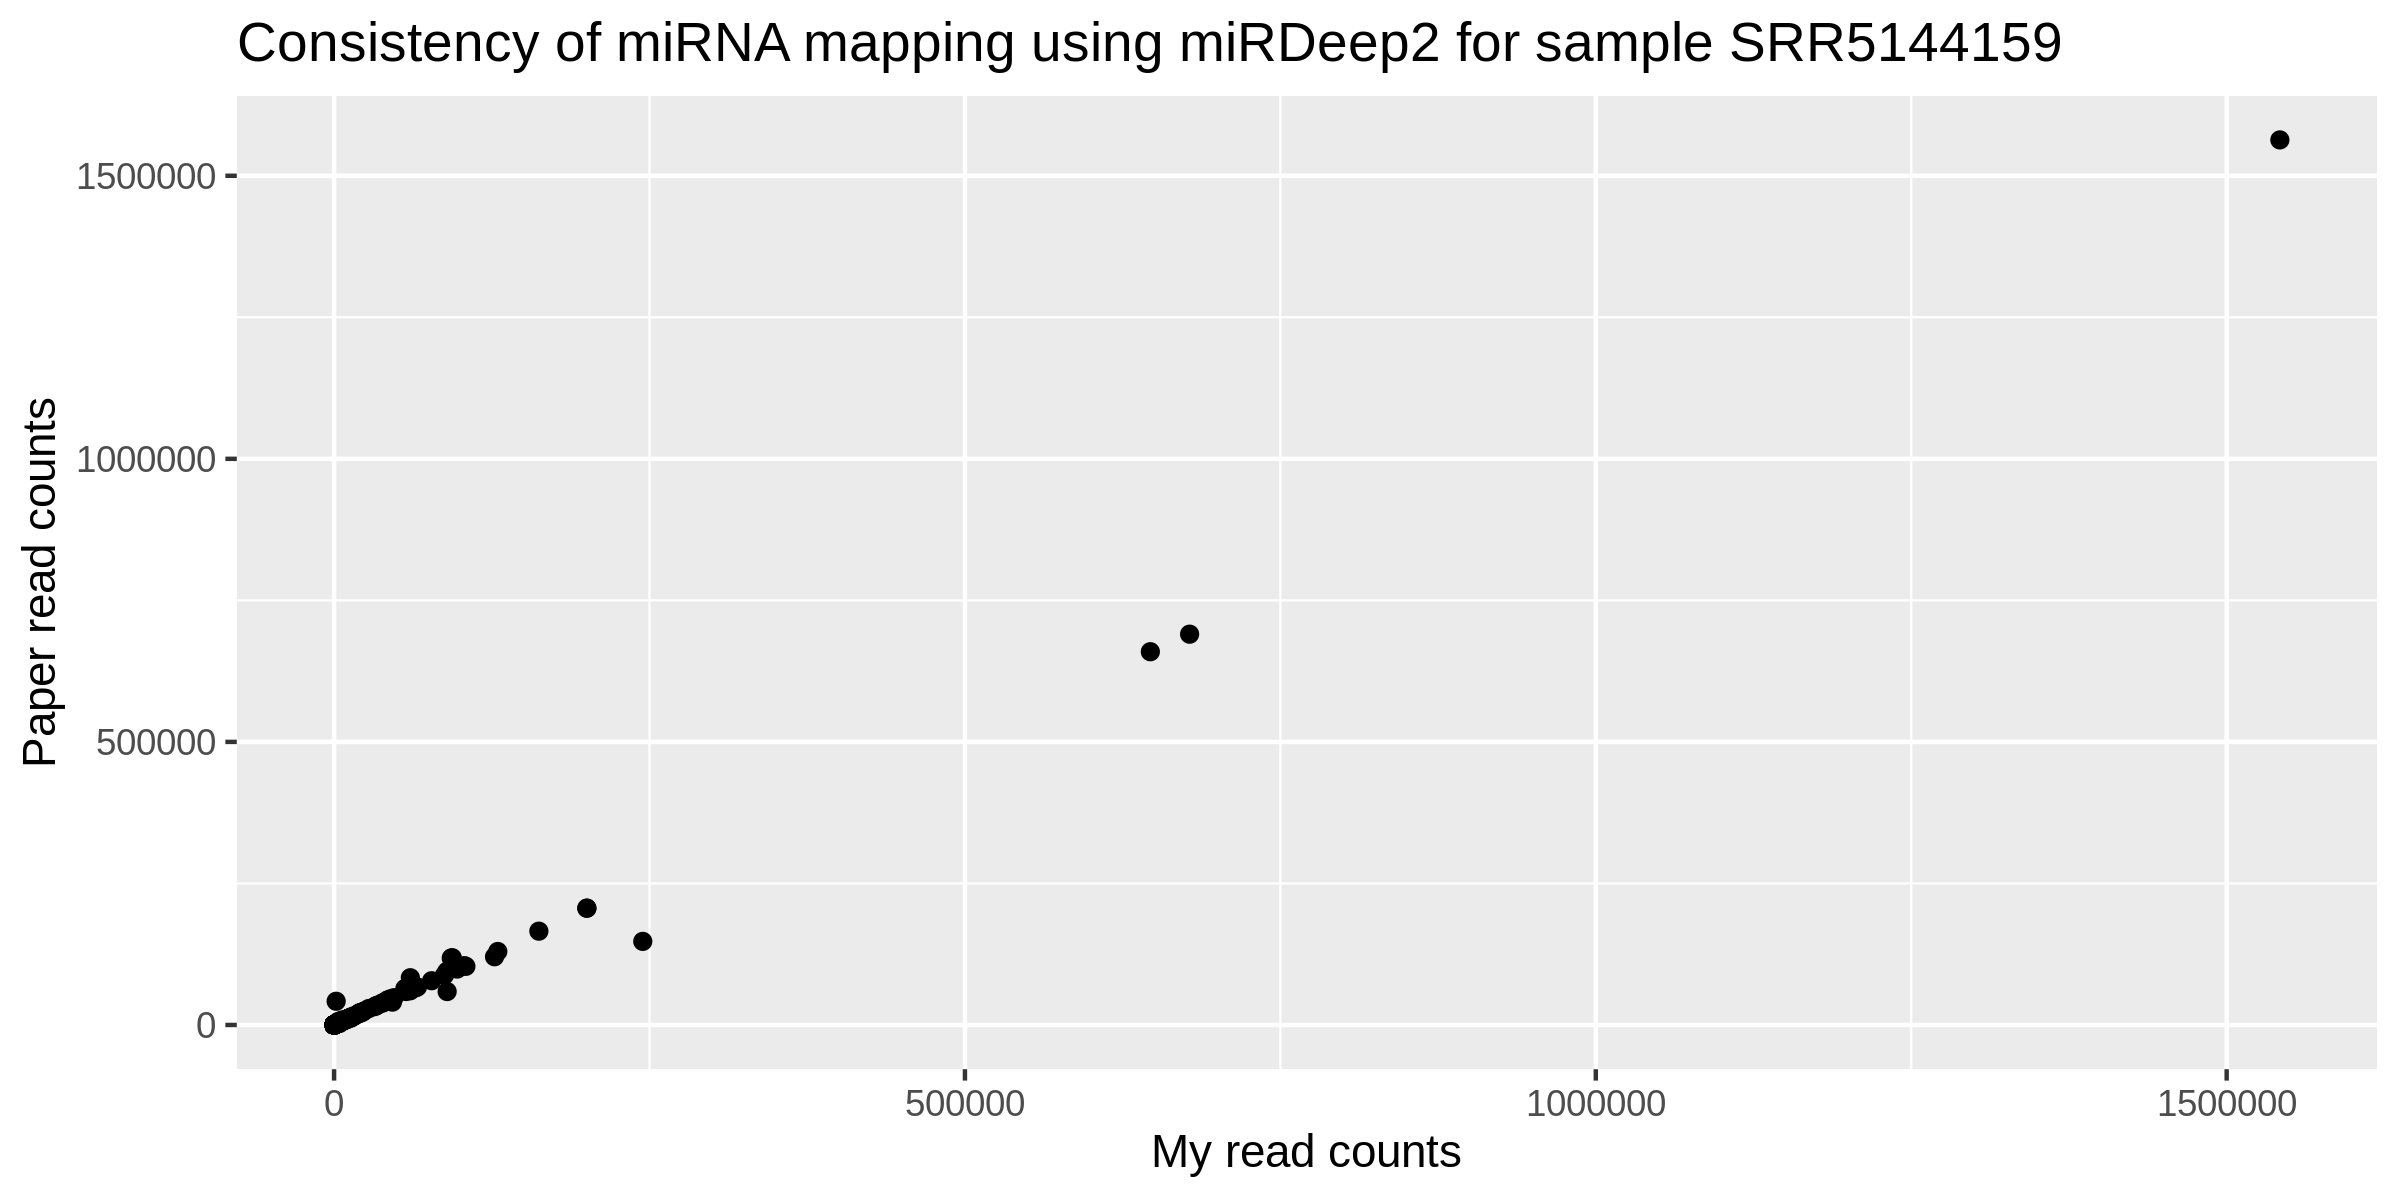 Consistency of miRNA mapping using miRDeep2 for sample SRR5144159
Paper read counts
1500000
1000000
500000
0
0
500000
1000000
1500000
My read counts